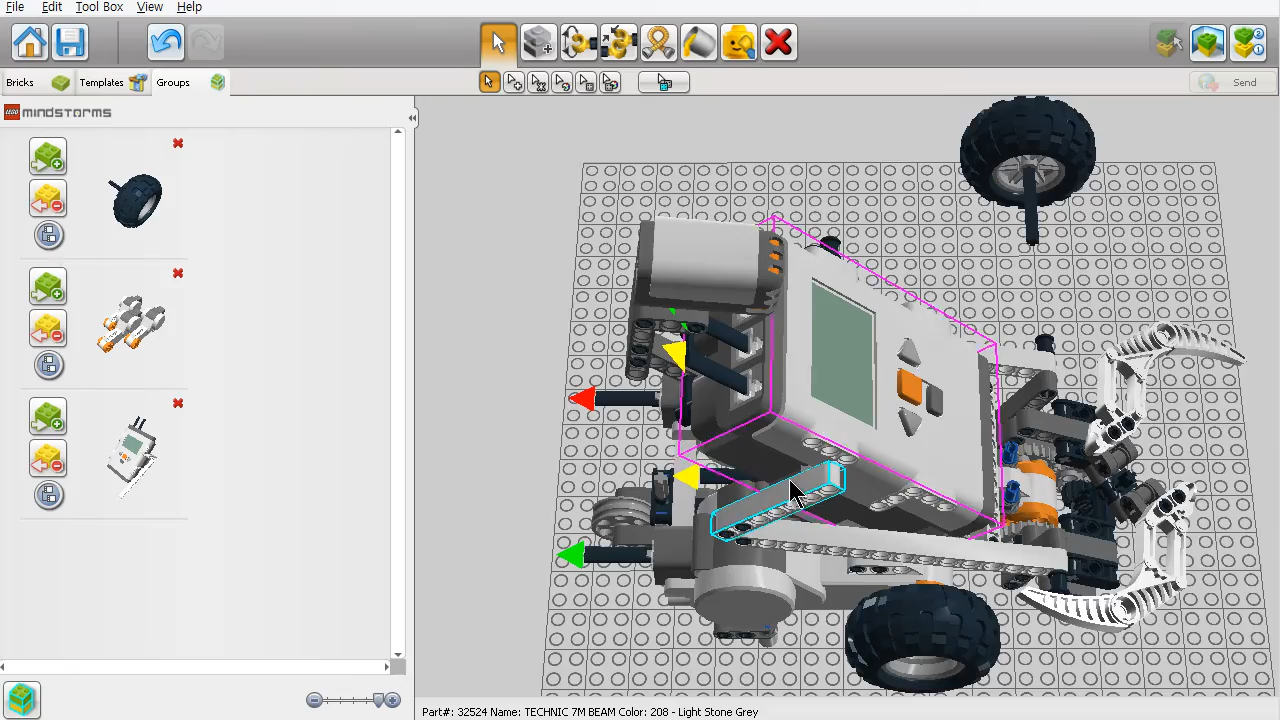 File Edit Tool Box View Help
Bricks Templates Groups Send
LEGO mindstorms
Part#: 32524 Name: TECHNIC 7M BEAM Color: 208 - Light Stone Grey